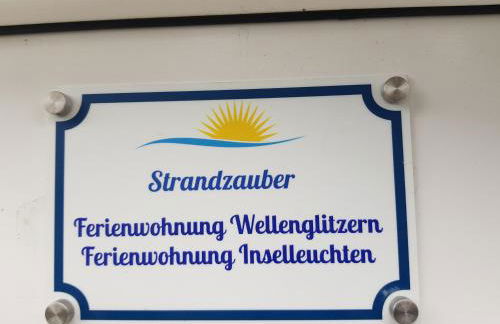 Strandzauber
Ferienwohnung Wellenglitzern
Ferienwohnung Inselleuchten